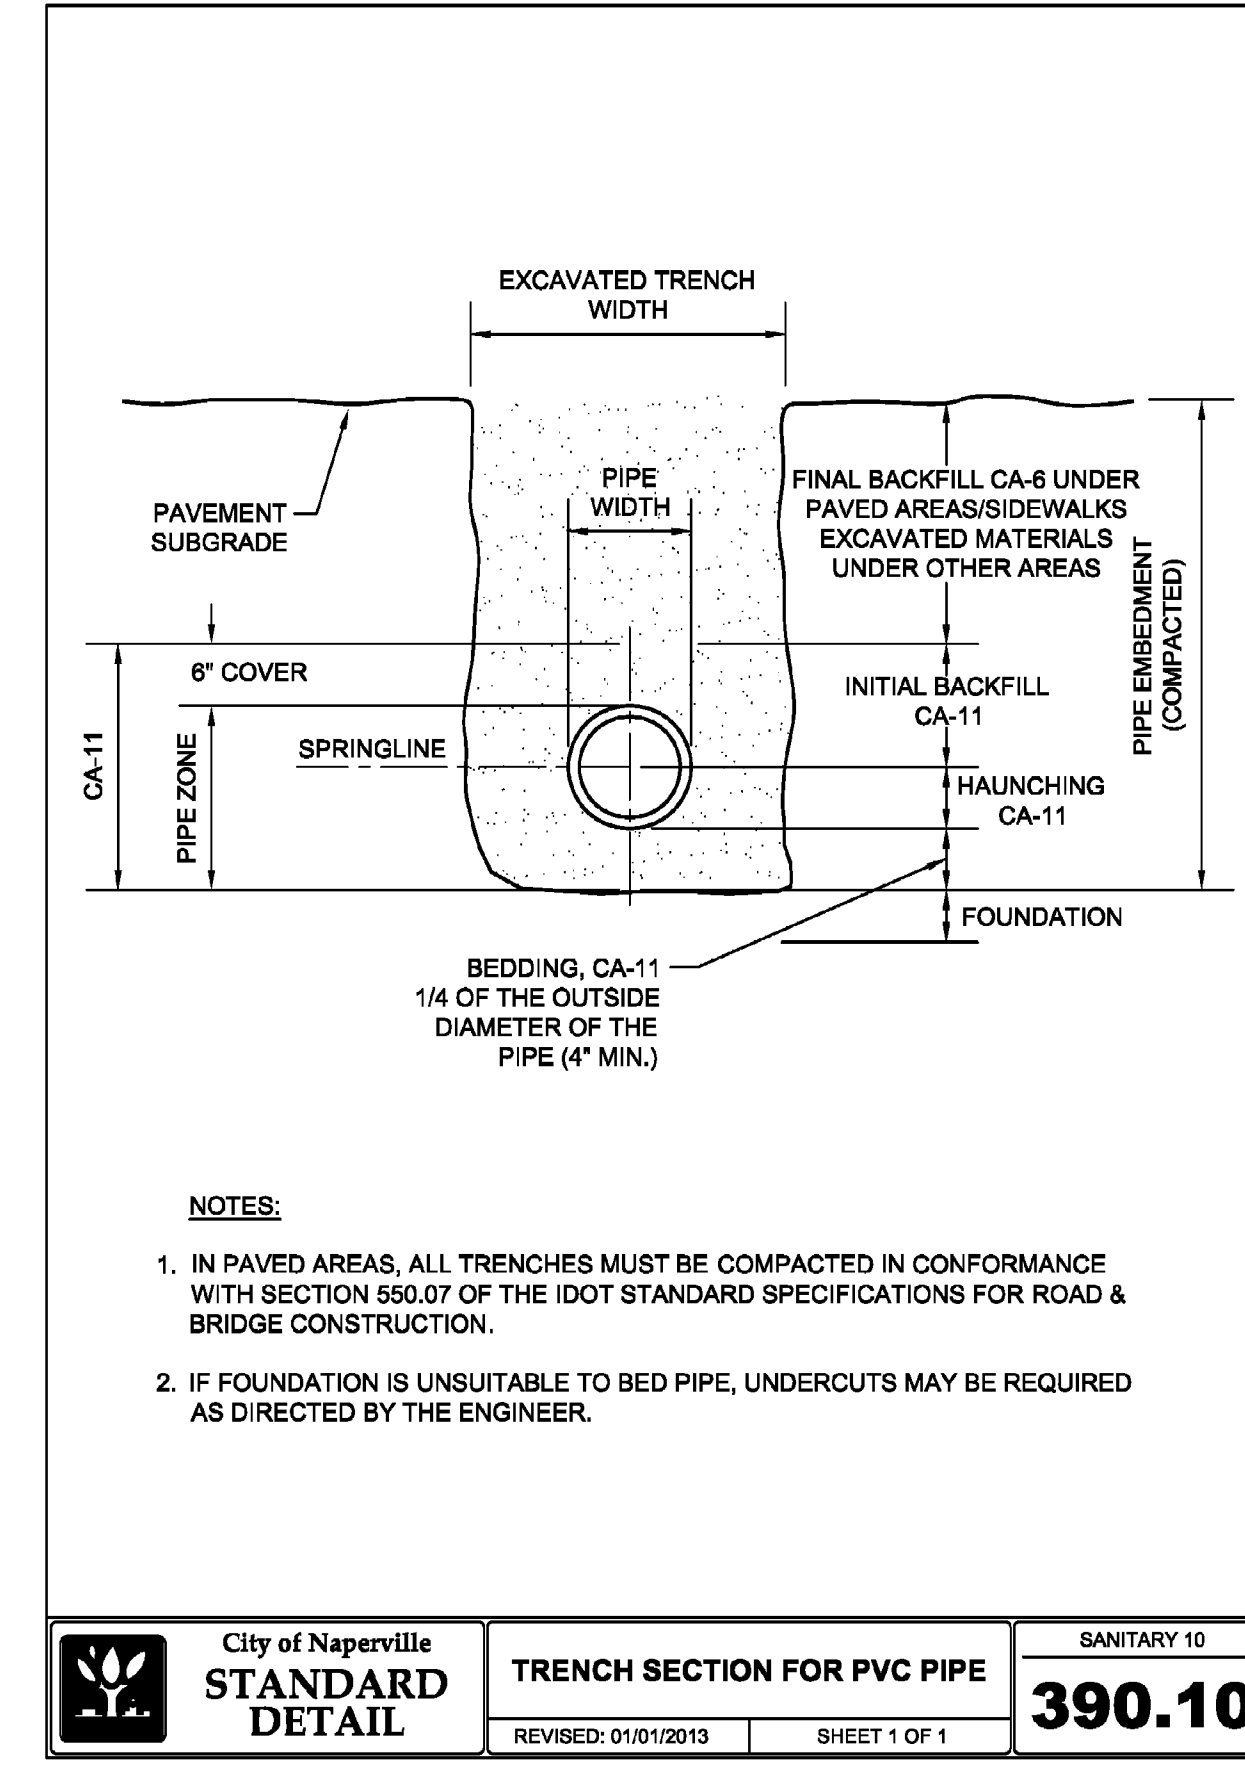 EXCAVATED TRENCH
WIDTH
PIPE
WIDTH
PAVEMENT
SUBGRADE
FINAL BACKFILL CA-6 UNDER
PAVED AREAS/SIDEWALKS
EXCAVATED MATERIALS
UNDER OTHER AREAS
PIPE EMBEDMENT
(COMPACTED)
6" COVER
INITIAL BACKFILL
CA-11
CA-11
PIPE ZONE
SPRINGLINE
HAUNCHING
CA-11
FOUNDATION
BEDDING, CA-11
1/4 OF THE OUTSIDE
DIAMETER OF THE
PIPE (4" MIN.)
NOTES:
1. IN PAVED AREAS, ALL TRENCHES MUST BE COMPACTED IN CONFORMANCE
WITH SECTION 550.07 OF THE IDOT STANDARD SPECIFICATIONS FOR ROAD &
BRIDGE CONSTRUCTION.
2. IF FOUNDATION IS UNSUITABLE TO BED PIPE, UNDERCUTS MAY BE REQUIRED
AS DIRECTED BY THE ENGINEER.
City of Naperville
STANDARD
DETAIL
TRENCH SECTION FOR PVC PIPE
REVISED: 01/01/2013
SHEET 1 OF 1
SANITARY 10
390.10